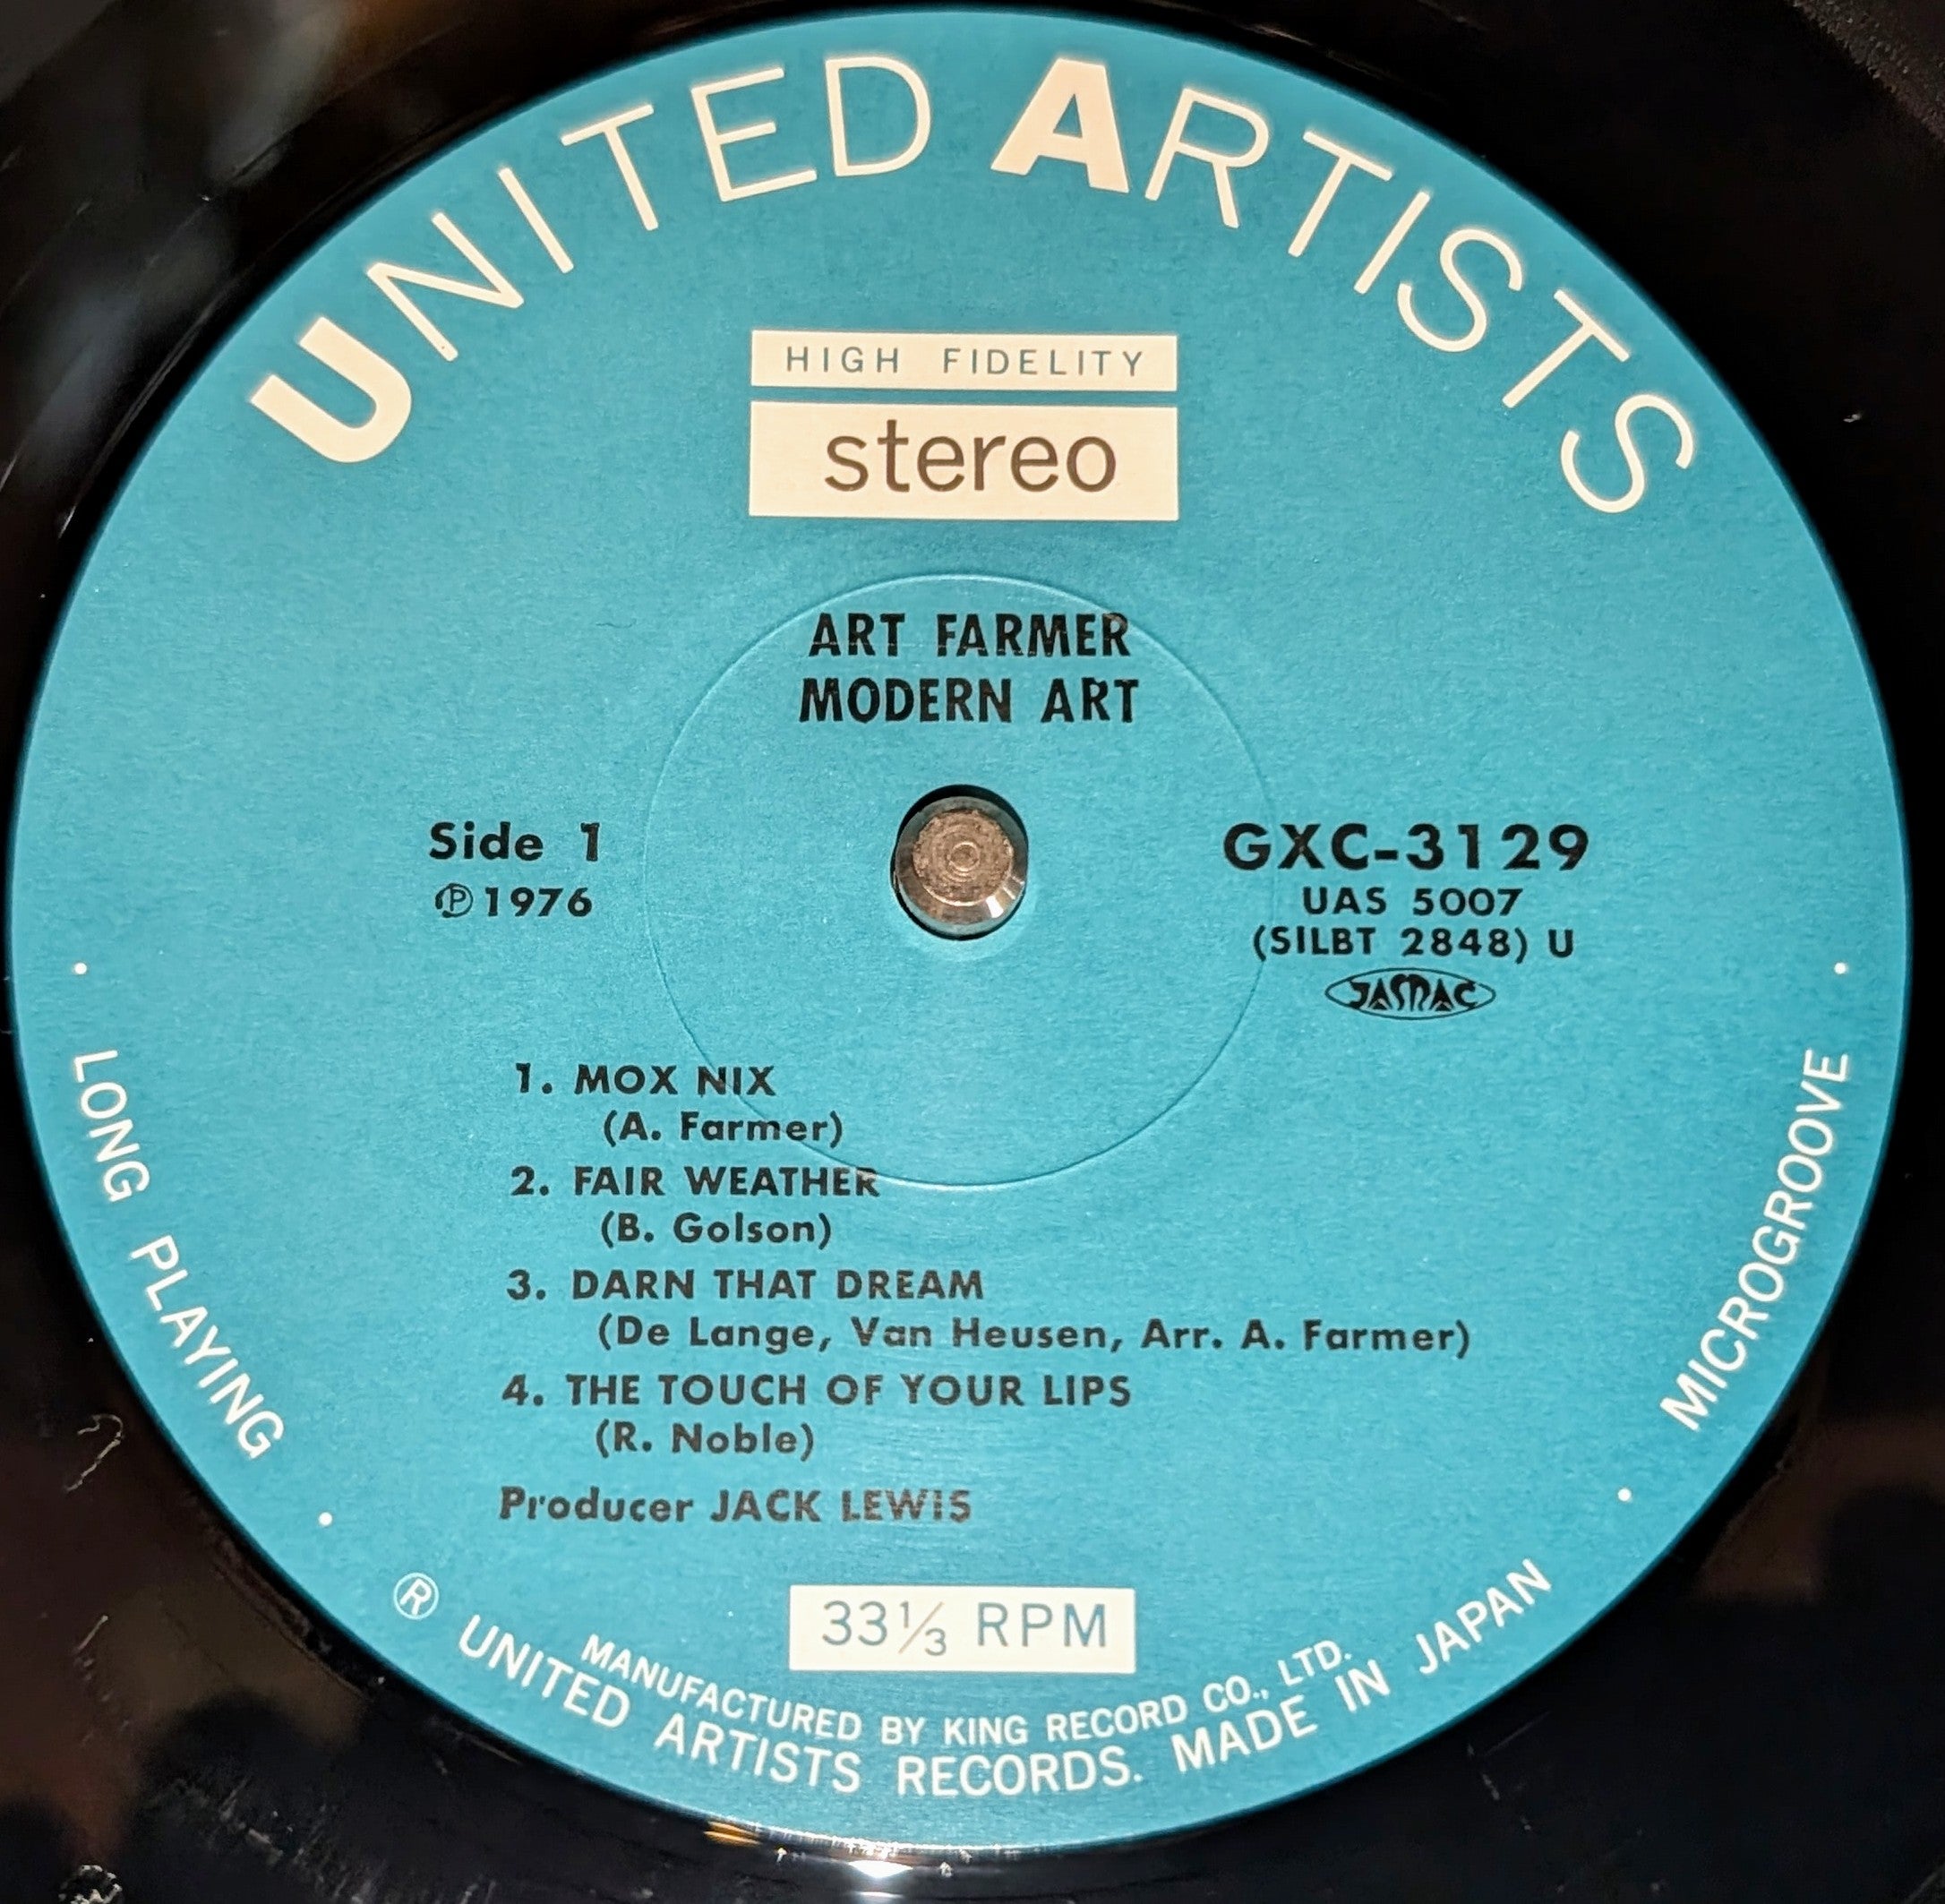 UNITED ARTISTS
HIGH FIDELITY
stereo
ART FARMER
MODERN ART
Side 1
℗1976
GXC-3129
UAS 5007
(SILBT 2848) U
JASRAC
1. MOX NIX
(A. Farmer)
2. FAIR WEATHER
(B. Golson)
3. DARN THAT DREAM
(De Lange, Van Heusen, Arr. A. Farmer)
4. THE TOUCH OF YOUR LIPS
(R. Noble)
Producer JACK LEWIS
33⅓ RPM
· LONG PLAYING ·
MICROGROOVE
MANUFACTURED BY KING RECORD CO., LTD.
® UNITED ARTISTS RECORDS. MADE IN JAPAN